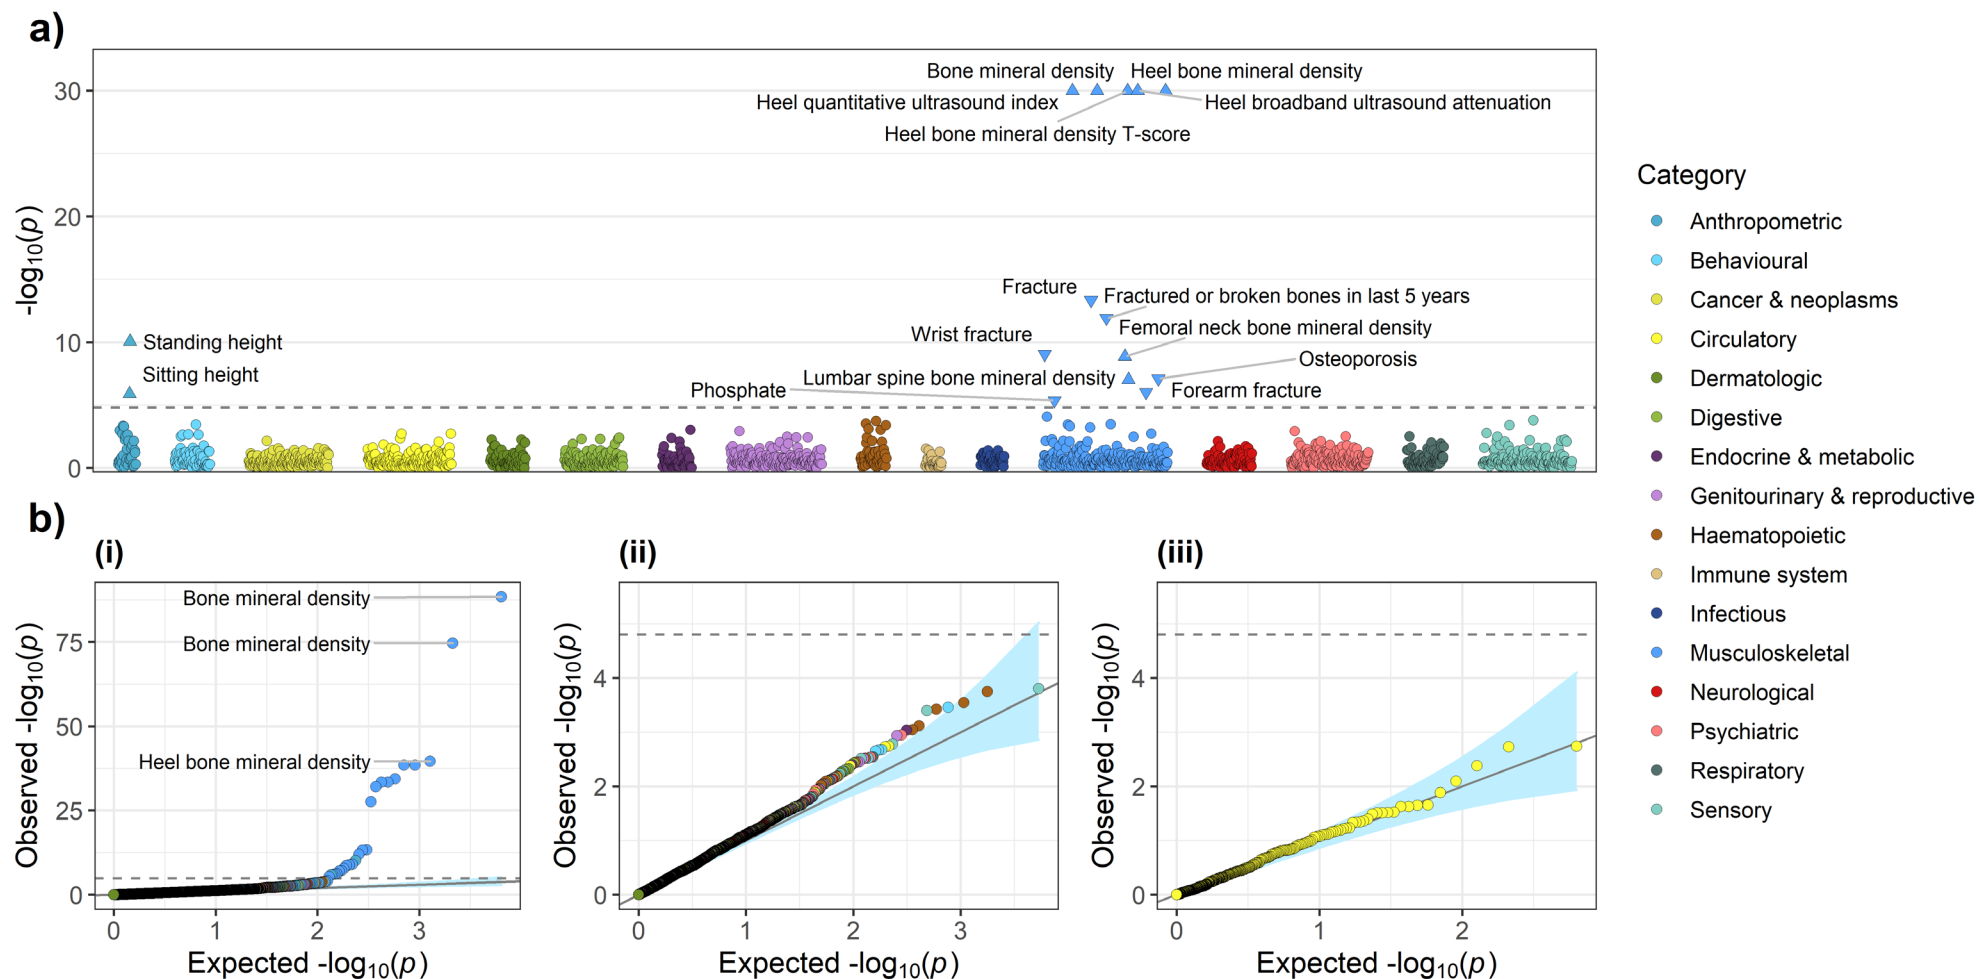 a)
-log10(p)
30
20
10
0
Bone mineral density
Heel bone mineral density
Heel quantitative ultrasound index
Heel broadband ultrasound attenuation
Heel bone mineral density T-score
Fracture
Fractured or broken bones in last 5 years
Wrist fracture
Femoral neck bone mineral density
Standing height
Osteoporosis
Sitting height
Lumbar spine bone mineral density
Phosphate
Forearm fracture
Category
Anthropometric
Behavioural
Cancer & neoplasms
Circulatory
Dermatologic
Digestive
Endocrine & metabolic
Genitourinary & reproductive
Haematopoietic
Immune system
Infectious
Musculoskeletal
Neurological
Psychiatric
Respiratory
Sensory
b)
(i)
Observed -log10(p)
75
50
25
0
Bone mineral density
Bone mineral density
Heel bone mineral density
0 1 2 3
Expected -log10(p)
(ii)
Observed -log10(p)
4
2
0
0 1 2 3
Expected -log10(p)
(iii)
Observed -log10(p)
4
2
0
0 1 2
Expected -log10(p)